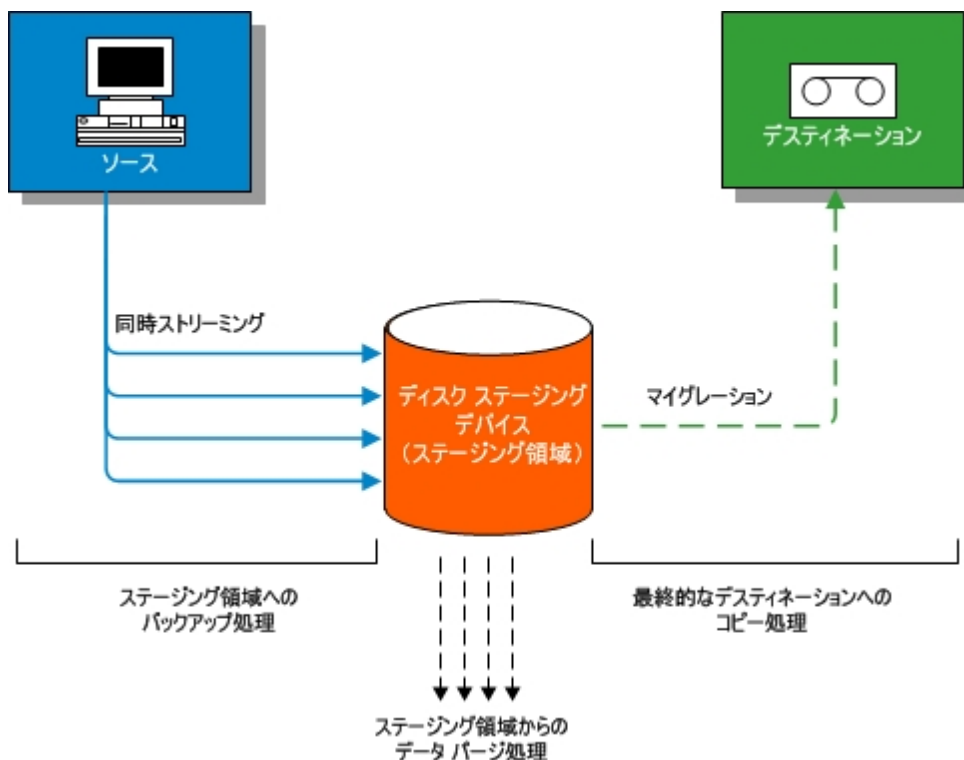 ソース
デスティネーション
同時ストリーミング
ディスク ステージング
デバイス
(ステージング領域)
マイグレーション
ステージング領域への
バックアップ処理
最終的なデスティネーションへの
コピー処理
ステージング領域からの
データ パージ処理